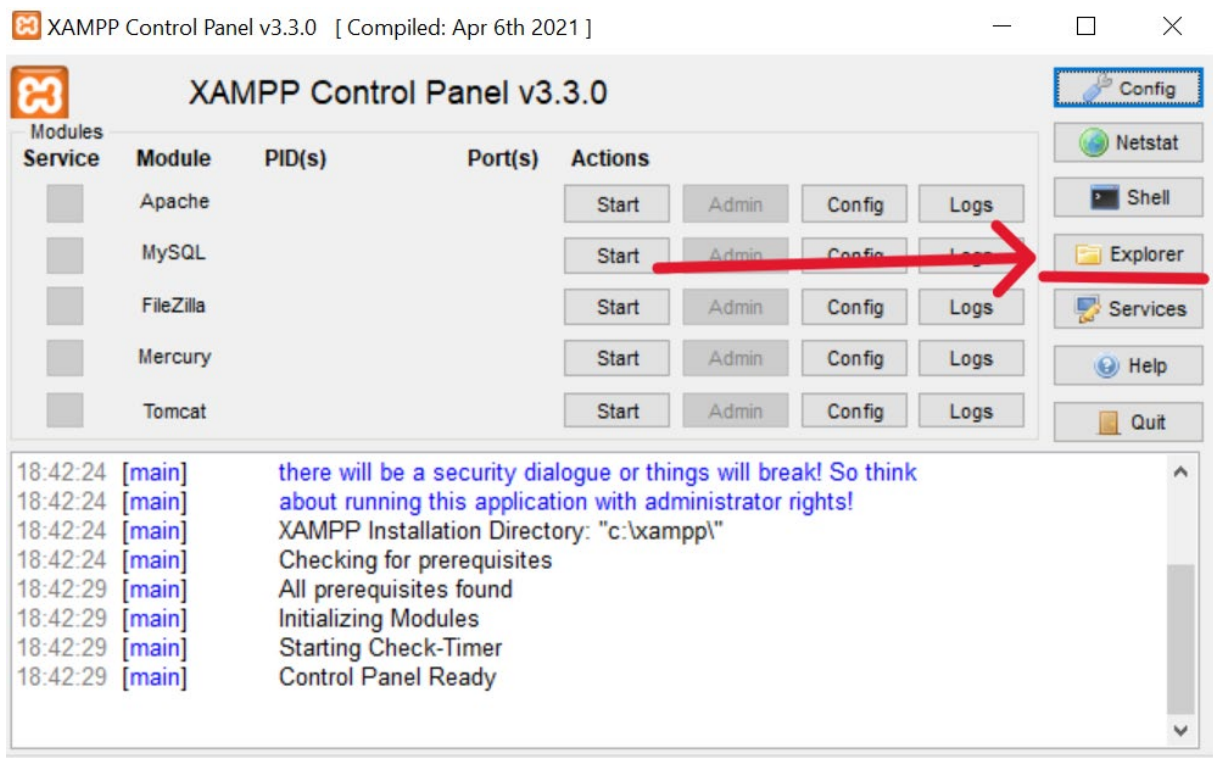 XAMPP Control Panel v3.3.0 [ Compiled: Apr 6th 2021 ]
XAMPP Control Panel v3.3.0
Config
Modules
Service Module PID(s) Port(s) Actions
Netstat
Apache Start Admin Config Logs
Shell
MySQL Start Admin Config Logs
Explorer
FileZilla Start Admin Config Logs
Services
Mercury Start Admin Config Logs
Help
Tomcat Start Admin Config Logs
Quit
18:42:24 [main] there will be a security dialogue or things will break! So think
18:42:24 [main] about running this application with administrator rights!
18:42:24 [main] XAMPP Installation Directory: "c:\xampp\"
18:42:24 [main] Checking for prerequisites
18:42:29 [main] All prerequisites found
18:42:29 [main] Initializing Modules
18:42:29 [main] Starting Check-Timer
18:42:29 [main] Control Panel Ready